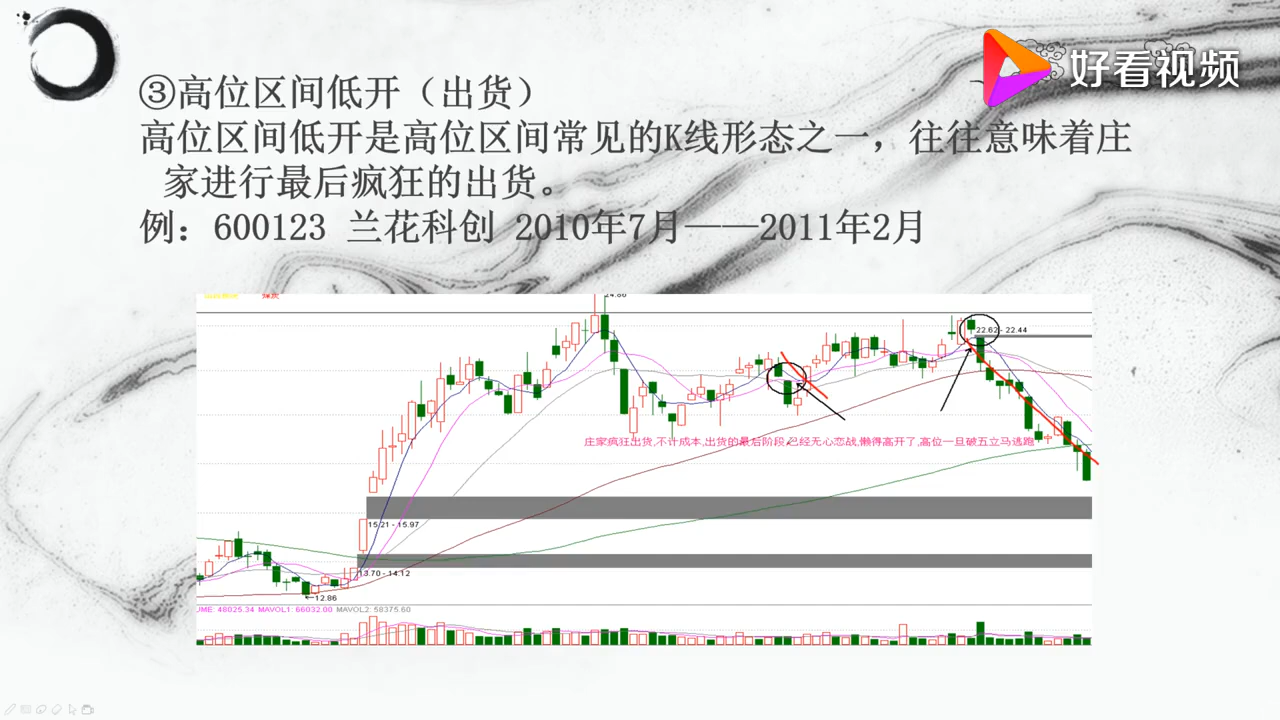 ③高位区间低开（出货）
好看视频
高位区间低开是高位区间常见的K线形态之一，往往意味着庄
家进行最后疯狂的出货。
例：600123 兰花科创 2010年7月——2011年2月
24.86
22.62 - 22.44
庄家疯狂出货,不计成本,出货的最后阶段,已经无心恋战,懒得高开了,高位一旦破五立马逃跑
15.21 - 15.97
13.70 - 14.12
←12.86
UME: 48025.34 MAVOL1: 66032.00 MAVOL2: 58375.60